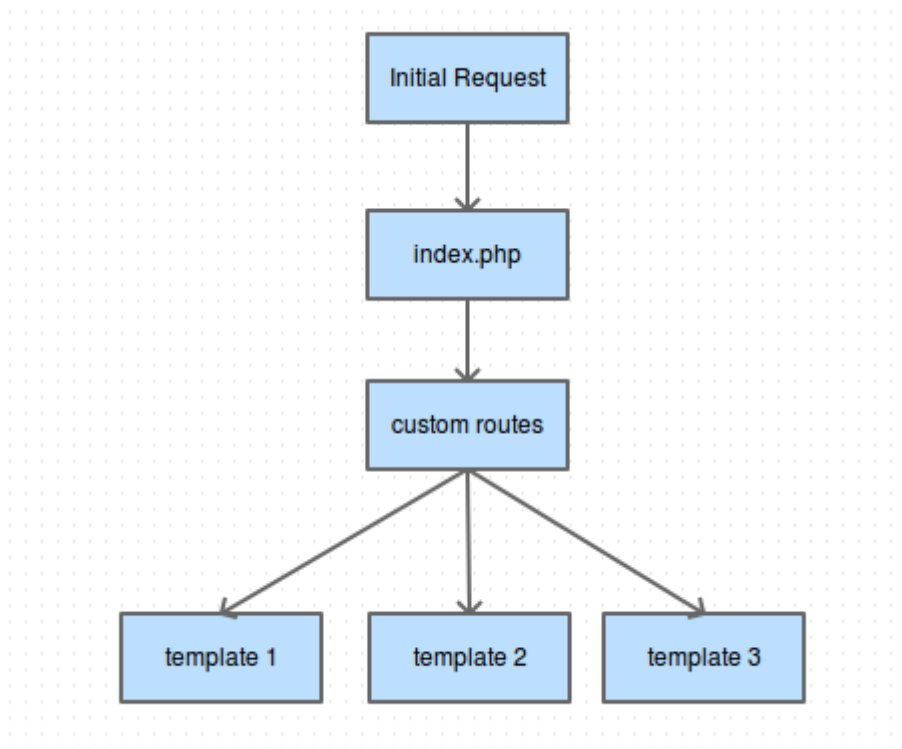 Initial Request
index.php
custom routes
template 1
template 2
template 3